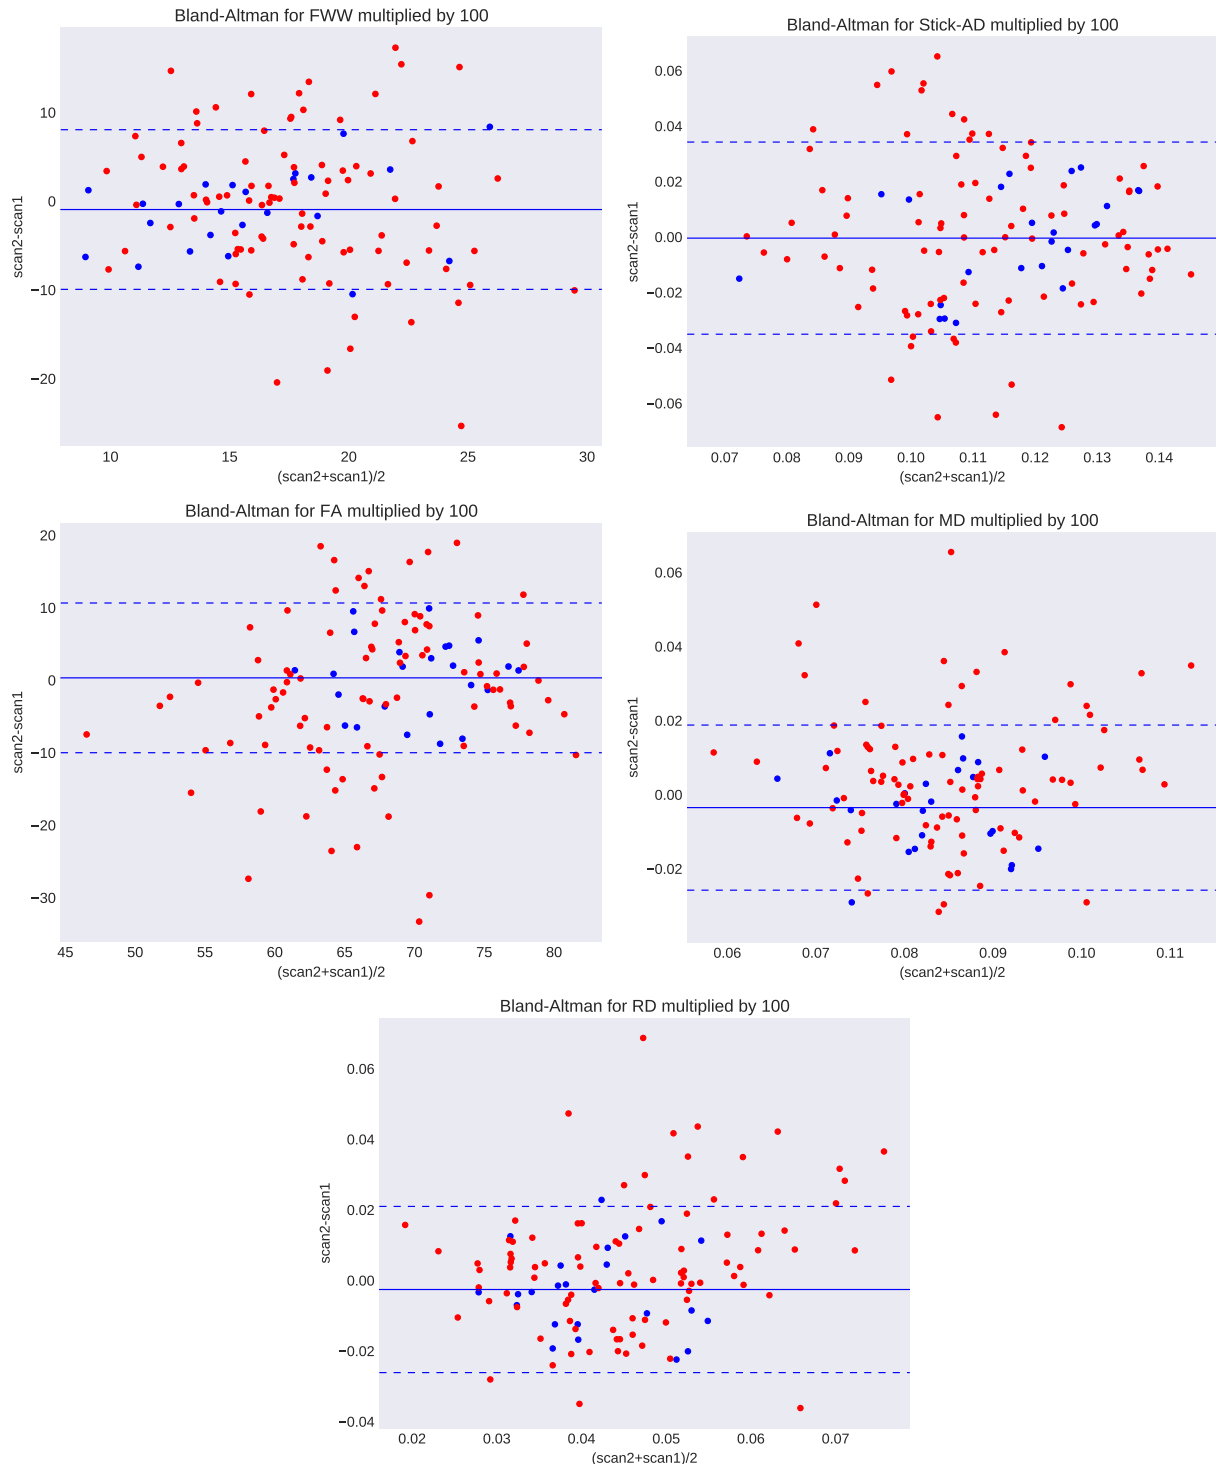 Bland-Altman for FWW multiplied by 100
scan2-scan1
10
0
−10
−20
10 15 20 25 30
(scan2+scan1)/2
Bland-Altman for Stick-AD multiplied by 100
scan2-scan1
0.06
0.04
0.02
0.00
−0.02
−0.04
−0.06
0.07 0.08 0.09 0.10 0.11 0.12 0.13 0.14
(scan2+scan1)/2
Bland-Altman for FA multiplied by 100
scan2-scan1
20
10
0
−10
−20
−30
45 50 55 60 65 70 75 80
(scan2+scan1)/2
Bland-Altman for MD multiplied by 100
scan2-scan1
0.06
0.04
0.02
0.00
−0.02
0.06 0.07 0.08 0.09 0.10 0.11
(scan2+scan1)/2
Bland-Altman for RD multiplied by 100
scan2-scan1
0.06
0.04
0.02
0.00
−0.02
−0.04
0.02 0.03 0.04 0.05 0.06 0.07
(scan2+scan1)/2